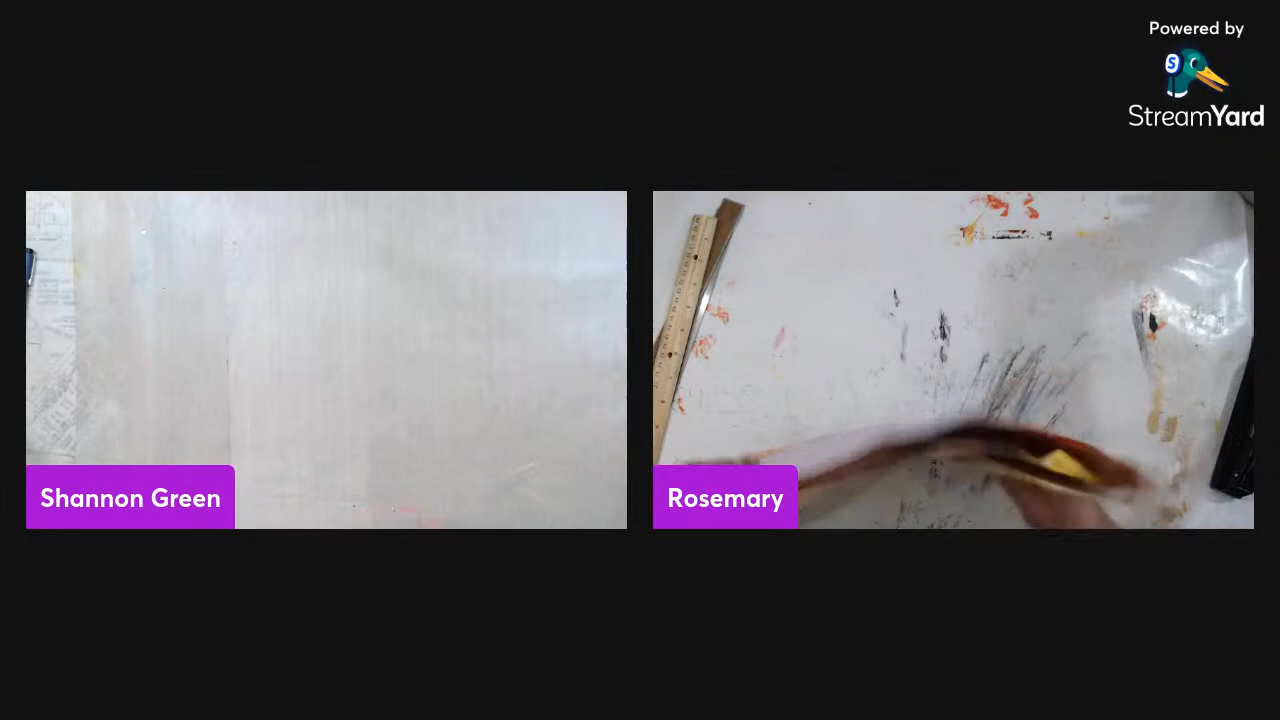 Powered by
S
StreamYard
Shannon Green
Rosemary